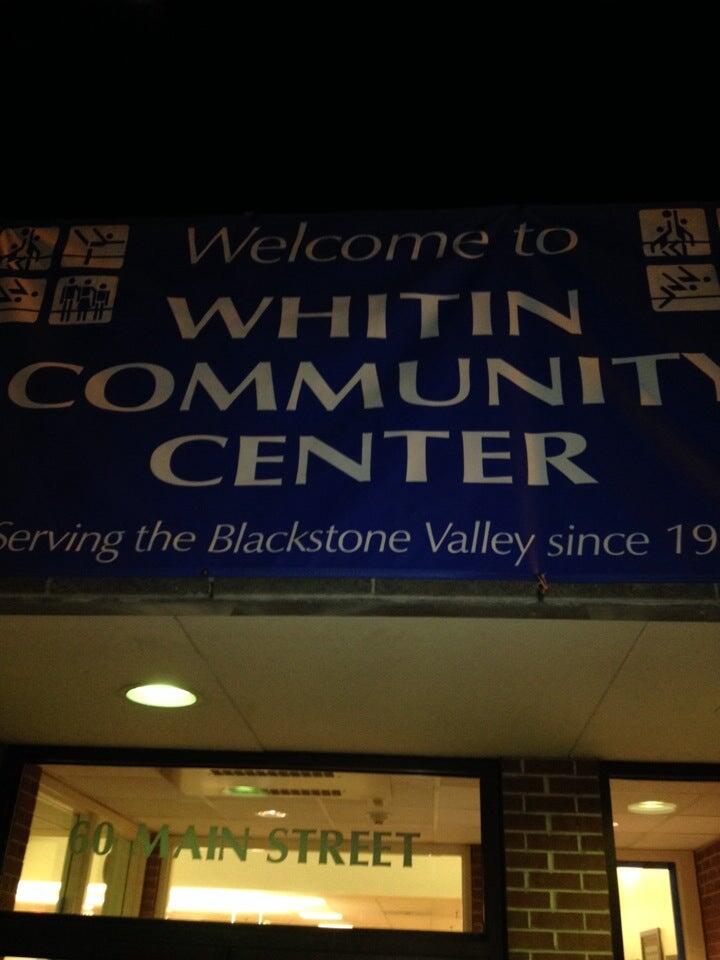 Welcome to
WHITIN
COMMUNITY
CENTER
Serving the Blackstone Valley since 19
60 MAIN STREET